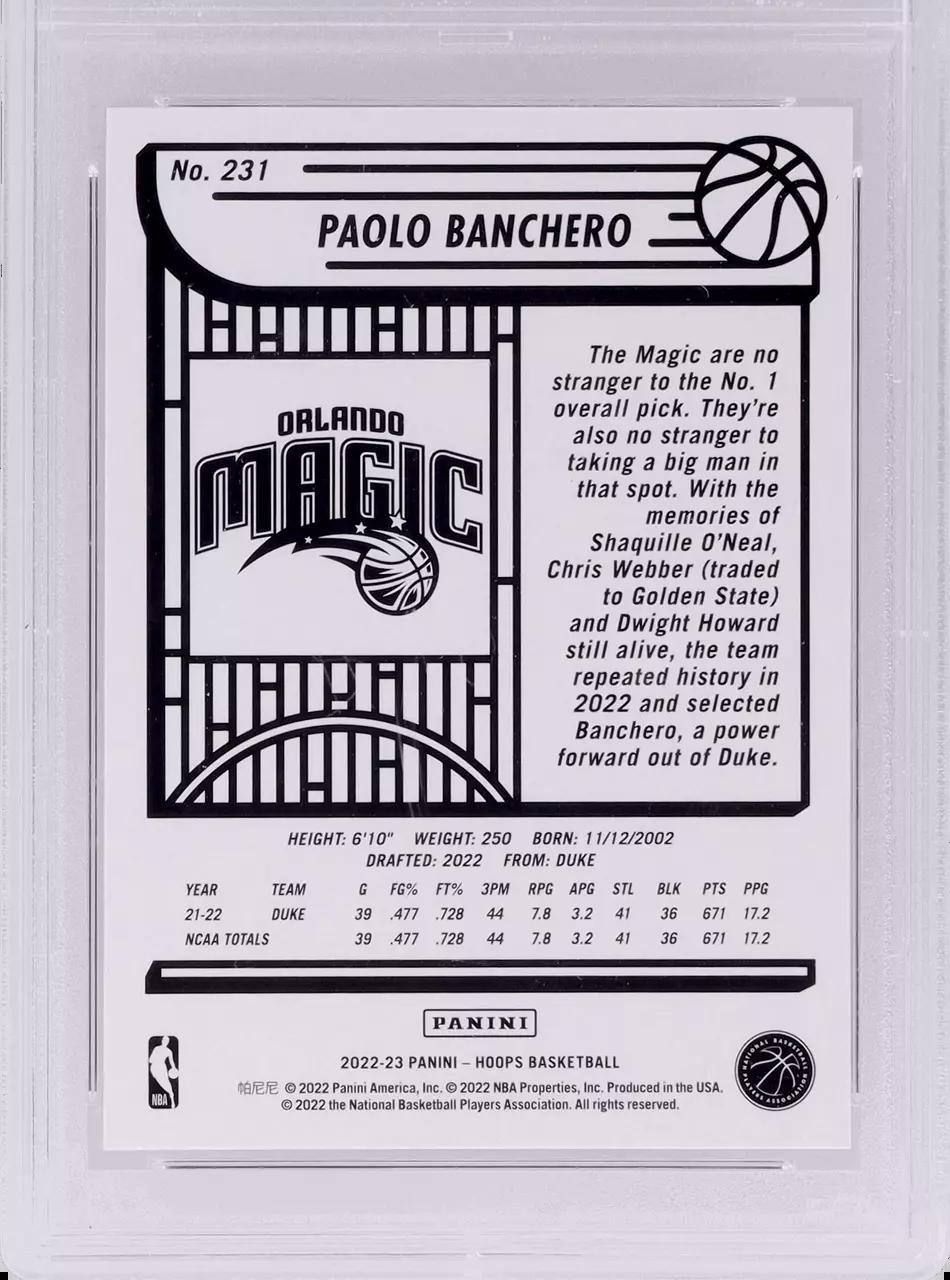 No. 231
PAOLO BANCHERO
ORLANDO
MAGIC
The Magic are no
stranger to the No. 1
overall pick. They're
also no stranger to
taking a big man in
that spot. With the
memories of
Shaquille O'Neal,
Chris Webber (traded
to Golden State)
and Dwight Howard
still alive, the team
repeated history in
2022 and selected
Banchero, a power
forward out of Duke.
HEIGHT: 6'10" WEIGHT: 250 BORN: 11/12/2002
DRAFTED: 2022 FROM: DUKE
YEAR TEAM G FG% FT% 3PM RPG APG STL BLK PTS PPG
21-22 DUKE 39 .477 .728 44 7.8 3.2 41 36 671 17.2
NCAA TOTALS 39 .477 .728 44 7.8 3.2 41 36 671 17.2
PANINI
2022-23 PANINI – HOOPS BASKETBALL
帕尼尼 © 2022 Panini America, Inc. © 2022 NBA Properties, Inc. Produced in the USA.
© 2022 the National Basketball Players Association. All rights reserved.
NBA
NATIONAL BASKETBALL PLAYERS ASSOCIATION